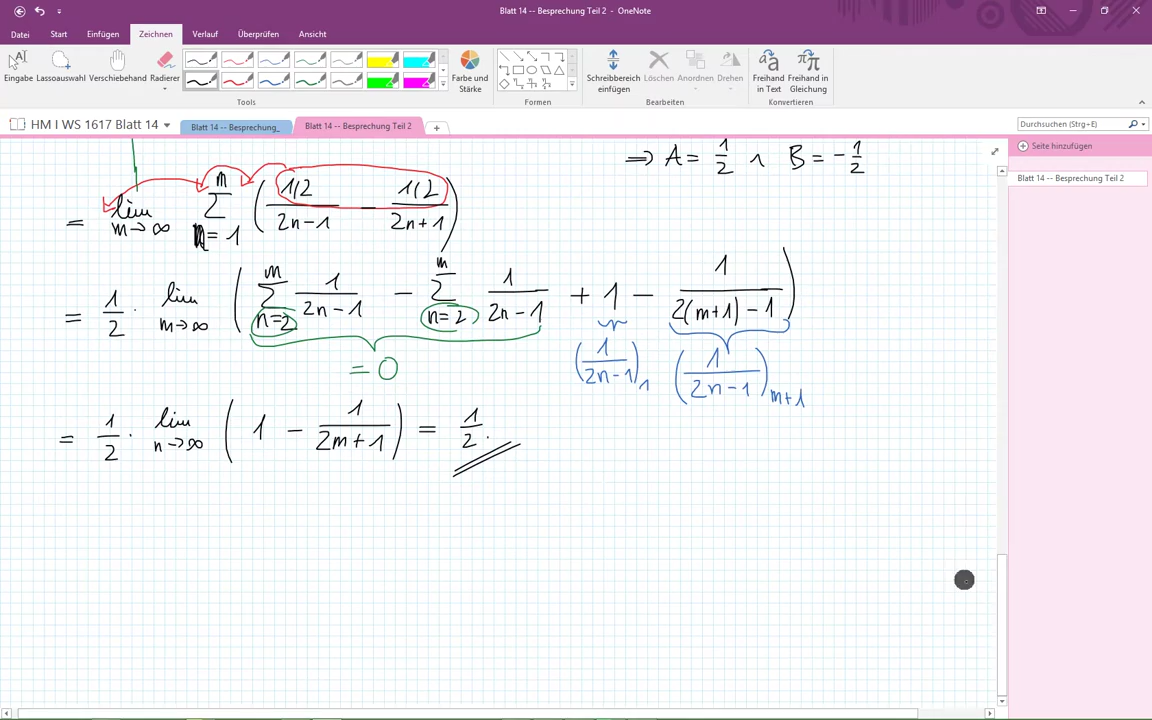 Blatt 14 -- Besprechung Teil 2 - OneNote
Datei Start Einfügen Zeichnen Verlauf Überprüfen Ansicht
Eingabe Lassoauswahl Verschiebehand Radierer Farbe und Stärke Schreibbereich einfügen Löschen Anordnen Drehen Freihand in Text Freihand in Gleichung
Tools Formen Bearbeiten Konvertieren
HM I WS 1617 Blatt 14 Blatt 14 -- Besprechung_ Blatt 14 -- Besprechung Teil 2 Durchsuchen (Strg+E)
Seite hinzufügen
Blatt 14 -- Besprechung Teil 2
⇒ A = 1/2 ∧ B = -1/2
= lim m→∞ ∑ m n=1 ( 1/2 / 2n-1 - 1/2 / 2n+1 )
= 1/2 · lim m→∞ ( ∑ m n=2 1 / 2n-1 - ∑ m n=2 1 / 2n-1 + 1 - 1 / 2(m+1)-1 )
= 0 ( 1 / 2n-1 ) 1 ( 1 / 2n-1 ) m+1
= 1/2 · lim n→∞ ( 1 - 1 / 2m+1 ) = 1/2.